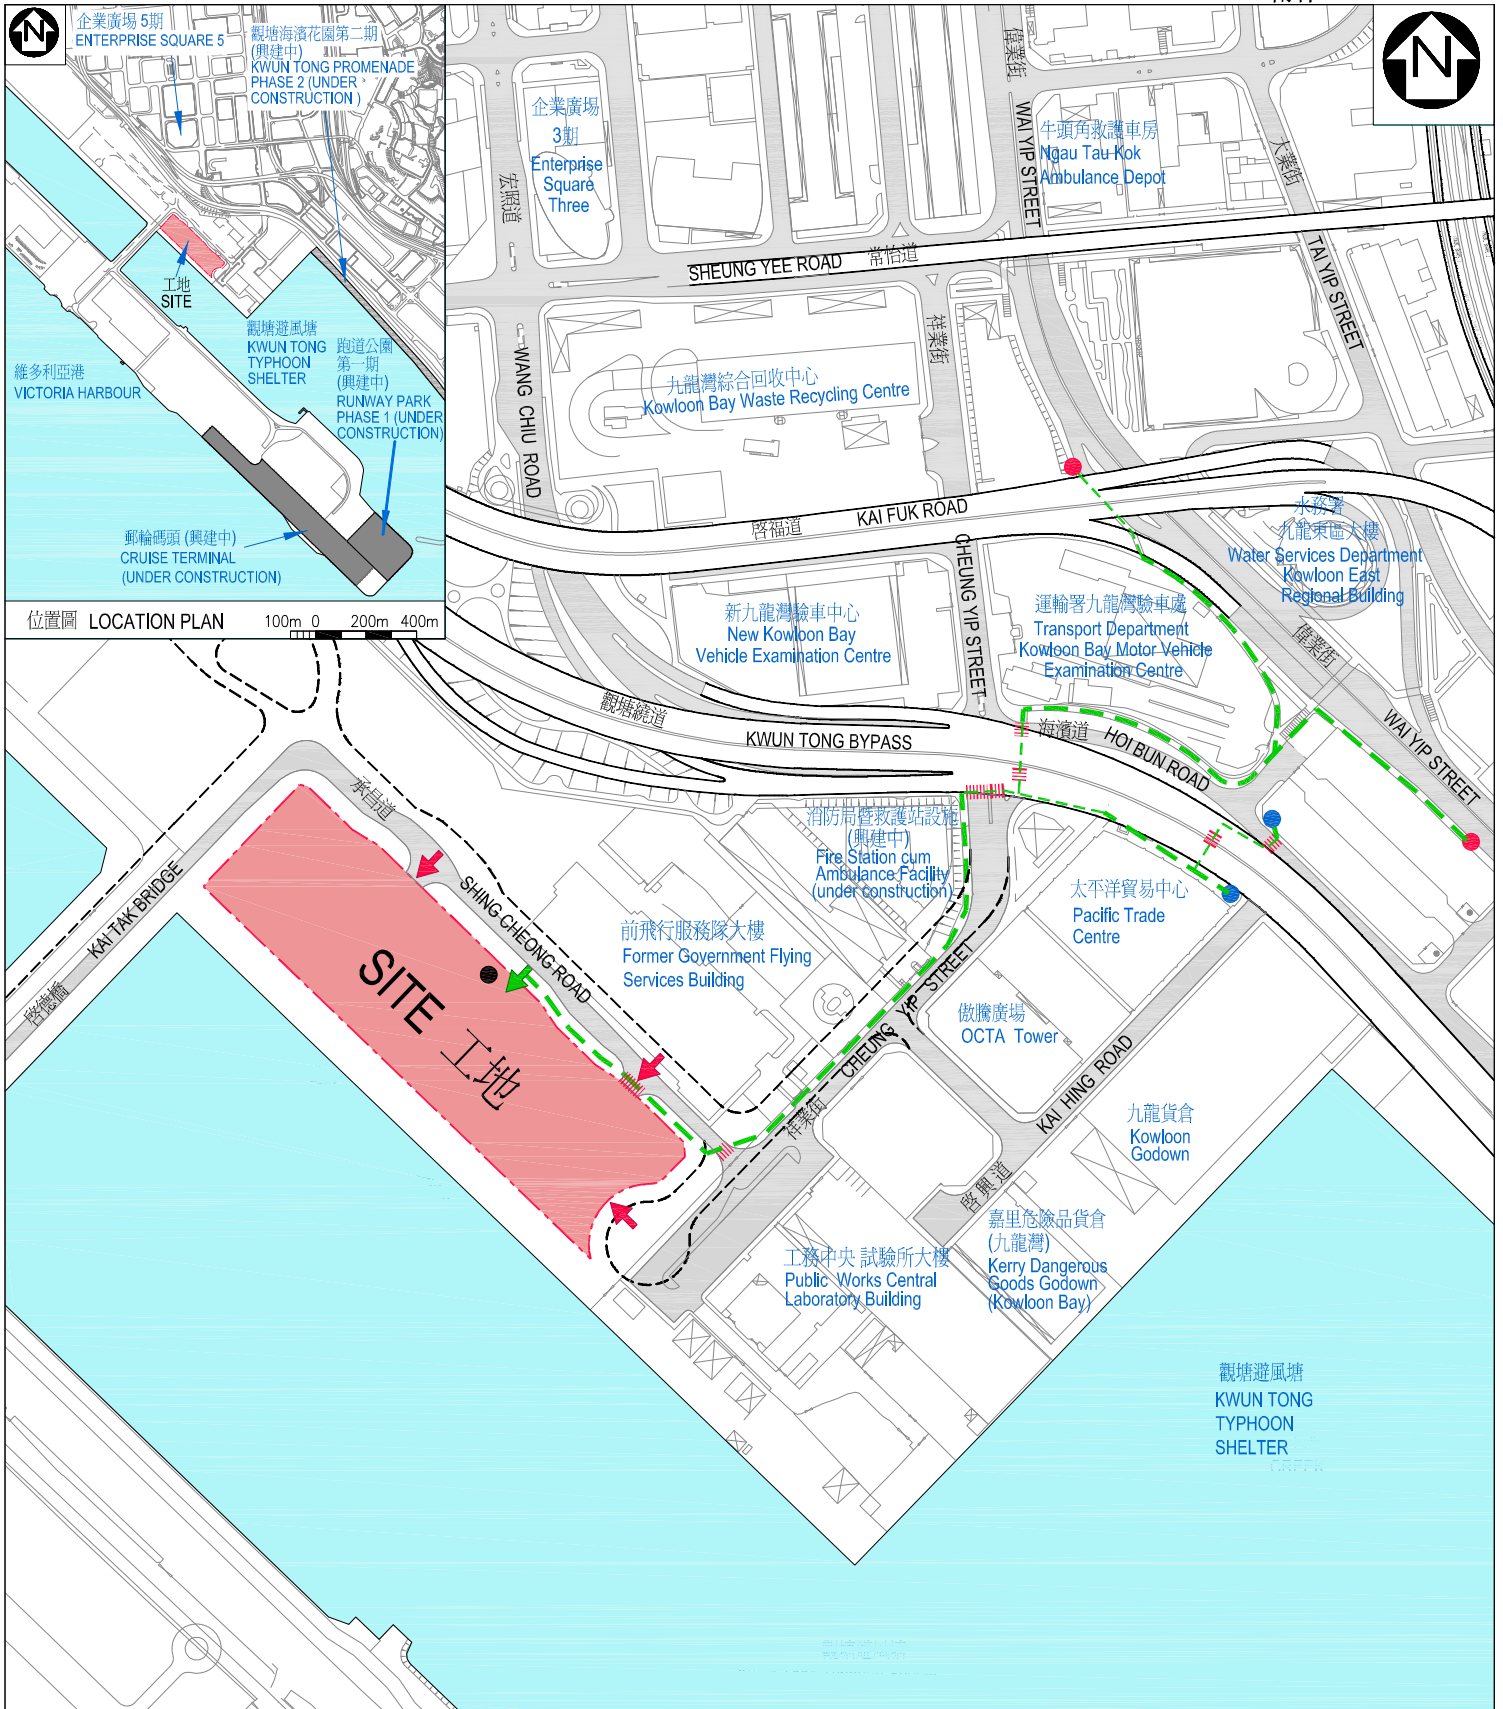 N
企業廣場 5期
ENTERPRISE SQUARE 5
觀塘海濱花園第二期
(興建中)
KWUN TONG PROMENADE
PHASE 2 (UNDER
CONSTRUCTION )
工地
SITE
觀塘避風塘
KWUN TONG
TYPHOON
SHELTER
跑道公園
第一期
(興建中)
RUNWAY PARK
PHASE 1 (UNDER
CONSTRUCTION)
維多利亞港
VICTORIA HARBOUR
郵輪碼頭 (興建中)
CRUISE TERMINAL
(UNDER CONSTRUCTION)
位置圖 LOCATION PLAN
100m 0 200m 400m
N
企業廣場
3期
Enterprise
Square
Three
宏照道
偉業街
WAI YIP STREET
牛頭角救護車房
Ngau Tau Kok
Ambulance Depot
大業街
TAI YIP STREET
SHEUNG YEE ROAD 常怡道
祥業街
WANG CHIU ROAD
九龍灣綜合回收中心
Kowloon Bay Waste Recycling Centre
啓福道
KAI FUK ROAD
CHEUNG YIP STREET
水務署
九龍東區大樓
Water Services Department
Kowloon East
Regional Building
新九龍灣驗車中心
New Kowloon Bay
Vehicle Examination Centre
運輸署九龍灣驗車處
Transport Department
Kowloon Bay Motor Vehicle
Examination Centre
偉業街
WAI YIP STREET
觀塘繞道
KWUN TONG BYPASS
海濱道
HOI BUN ROAD
承昌道
SHING CHEONG ROAD
消防局暨救護站設施
(興建中)
Fire Station cum
Ambulance Facility
(under construction)
太平洋貿易中心
Pacific Trade
Centre
KAI TAK BRIDGE
啓德橋
SITE 工地
前飛行服務隊大樓
Former Government Flying
Services Building
CHEUNG YIP STREET
祥業街
傲騰廣場
OCTA Tower
KAI HING ROAD
啓興道
九龍貨倉
Kowloon
Godown
工務中央 試驗所大樓
Public Works Central
Laboratory Building
嘉里危險品貨倉
(九龍灣)
Kerry Dangerous
Goods Godown
(Kowloon Bay)
觀塘避風塘
KWUN TONG
TYPHOON
SHELTER